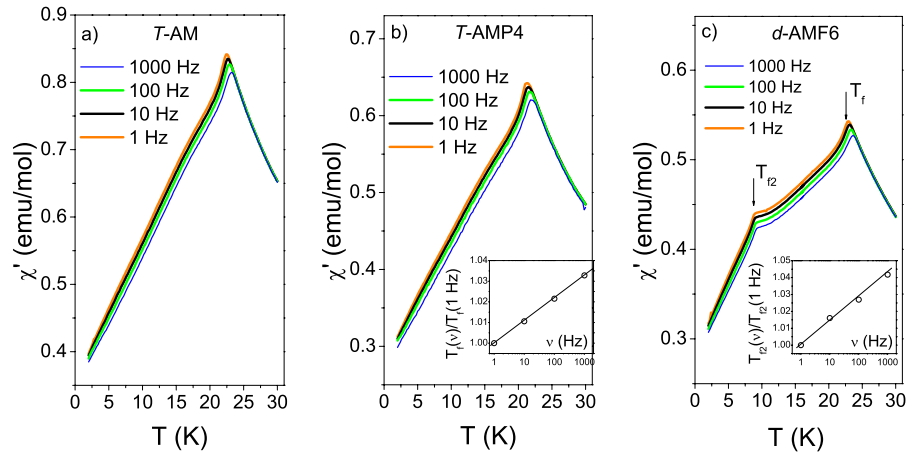 a) T-AM
1000 Hz
100 Hz
10 Hz
1 Hz
0.9
0.8
0.7
0.6
0.5
0.4
χ' (emu/mol)
0 5 10 15 20 25 30
T (K)
b) T-AMP4
1000 Hz
100 Hz
10 Hz
1 Hz
0.7
0.6
0.5
0.4
0.3
χ' (emu/mol)
0 5 10 15 20 25 30
T (K)
1.04
1.03
1.02
1.01
1.00
T_f(ν)/T_f(1 Hz)
ν (Hz)
1 10 100 1000
c) d-AMF6
1000 Hz
100 Hz
10 Hz
1 Hz
T_f
T_f2
0.6
0.5
0.4
0.3
χ' (emu/mol)
0 5 10 15 20 25 30
T (K)
1.05
1.04
1.03
1.02
1.01
1.00
T_f2(ν)/T_f2(1 Hz)
ν (Hz)
1 10 100 1000